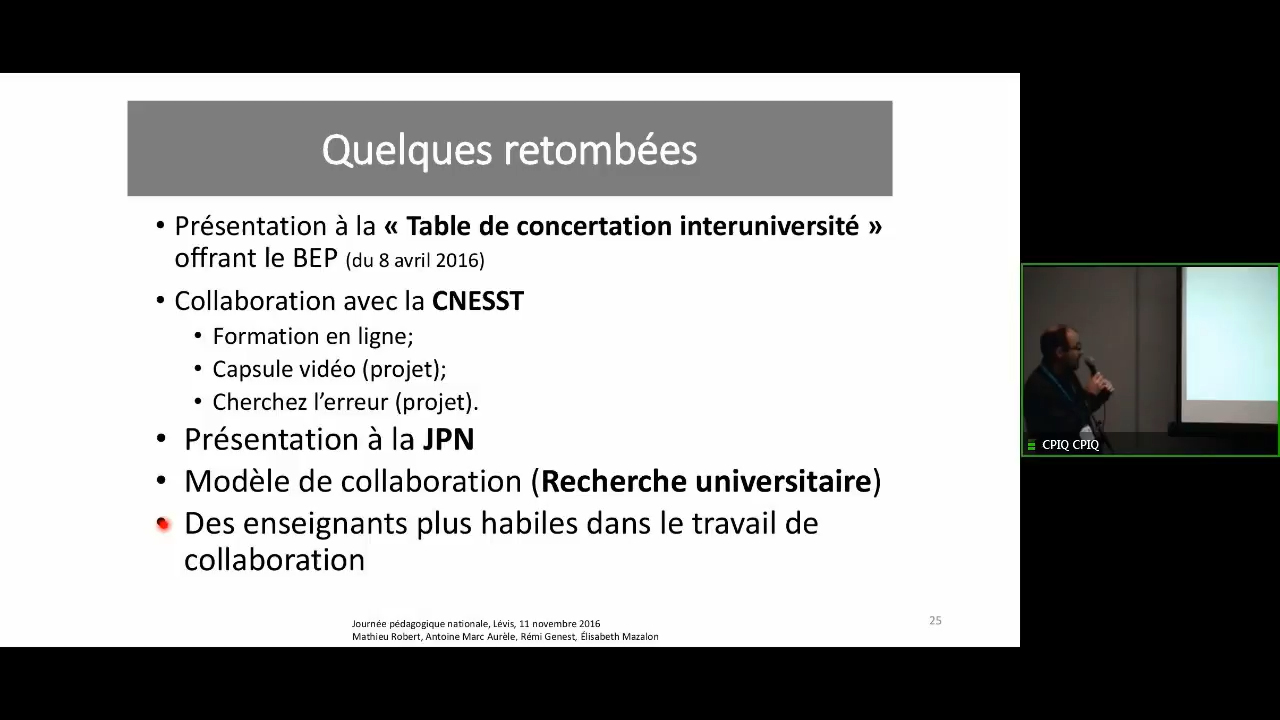 Quelques retombées
• Présentation à la « Table de concertation interuniversité »
offrant le BEP (du 8 avril 2016)
• Collaboration avec la CNESST
• Formation en ligne;
• Capsule vidéo (projet);
• Cherchez l’erreur (projet).
• Présentation à la JPN
• Modèle de collaboration (Recherche universitaire)
• Des enseignants plus habiles dans le travail de
collaboration
Journée pédagogique nationale, Lévis, 11 novembre 2016
Mathieu Robert, Antoine Marc Aurèle, Rémi Genest, Élisabeth Mazalon
25
CPIQ CPIQ